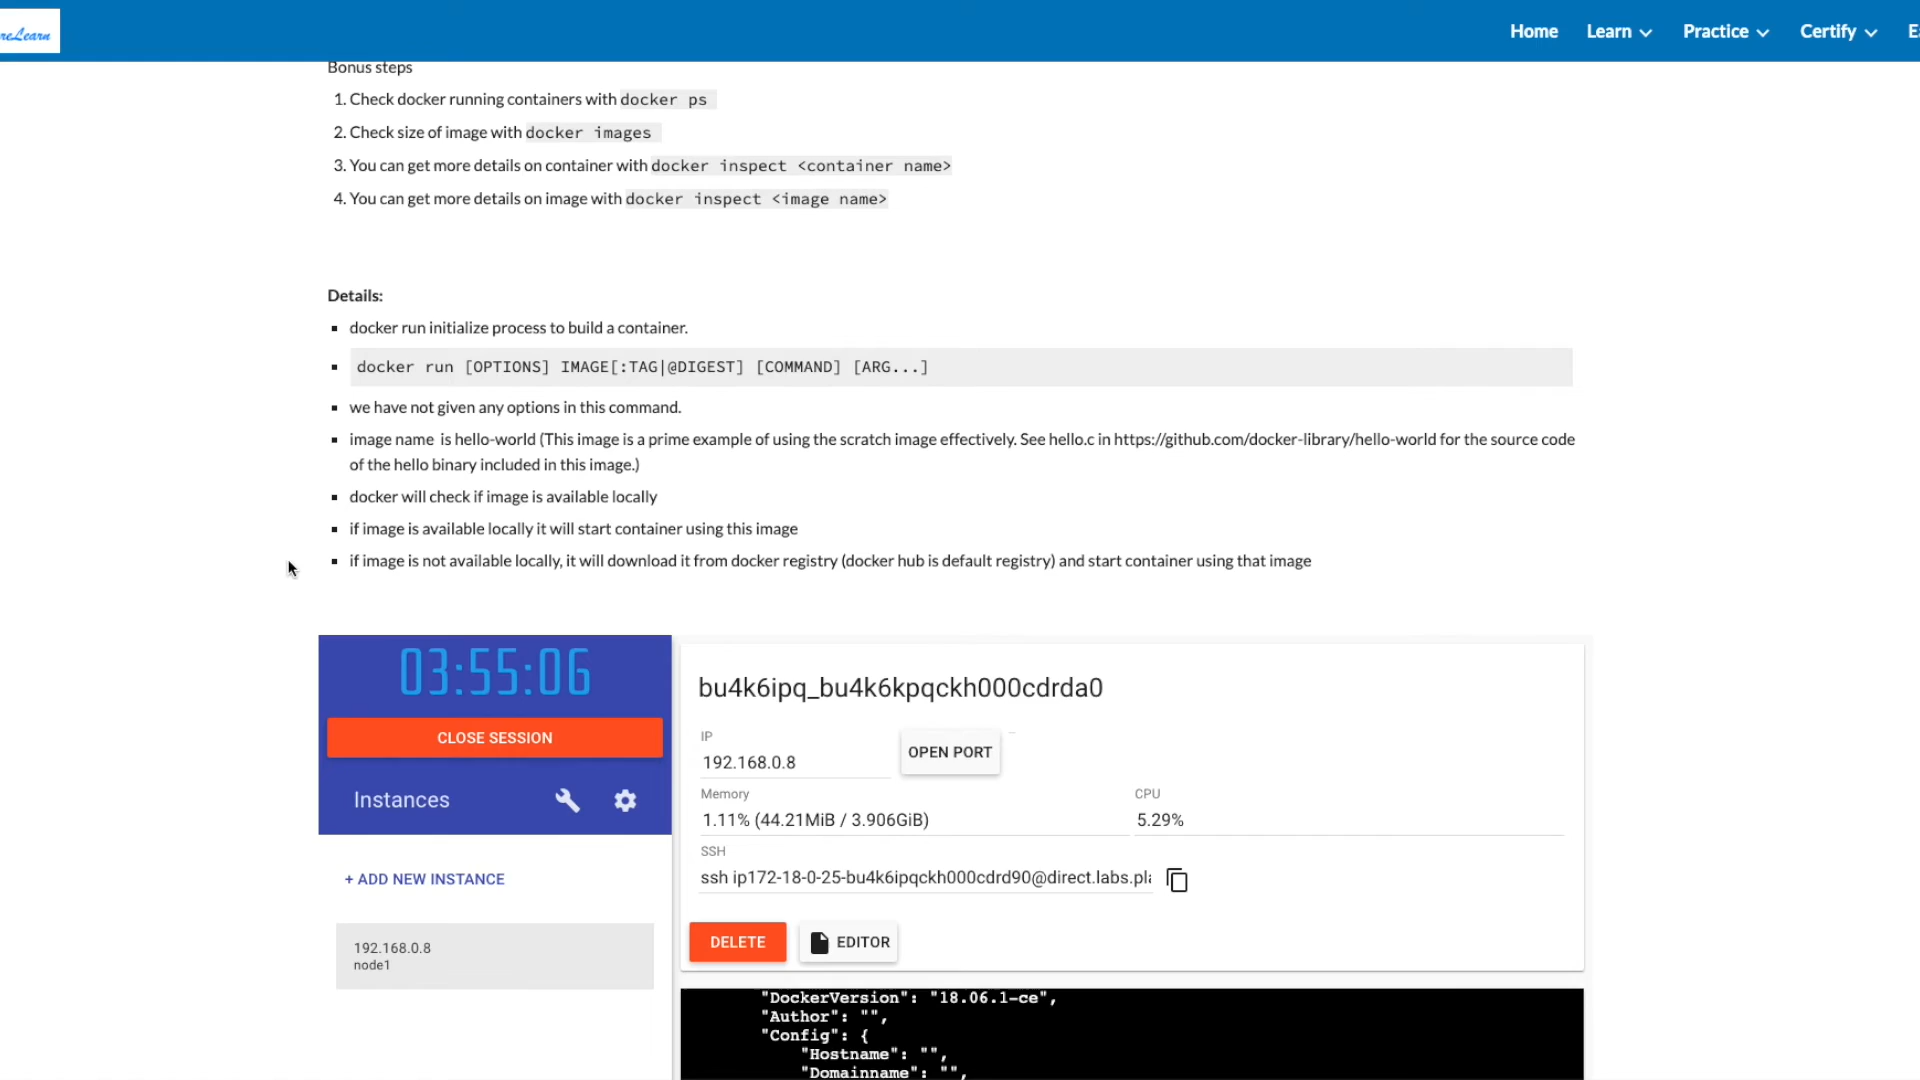 reLearn
Home Learn Practice Certify
Bonus steps
1. Check docker running containers with docker ps
2. Check size of image with docker images
3. You can get more details on container with docker inspect <container name>
4. You can get more details on image with docker inspect <image name>
Details:
docker run initialize process to build a container.
docker run [OPTIONS] IMAGE[:TAG|@DIGEST] [COMMAND] [ARG...]
we have not given any options in this command.
image name is hello-world (This image is a prime example of using the scratch image effectively. See hello.c in https://github.com/docker-library/hello-world for the source code
of the hello binary included in this image.)
docker will check if image is available locally
if image is available locally it will start container using this image
if image is not available locally, it will download it from docker registry (docker hub is default registry) and start container using that image
03:55:06
CLOSE SESSION
Instances
+ ADD NEW INSTANCE
192.168.0.8
node1
bu4k6ipq_bu4k6kpqckh000cdrda0
IP
192.168.0.8
OPEN PORT
Memory
1.11% (44.21MiB / 3.906GiB)
CPU
5.29%
SSH
ssh ip172-18-0-25-bu4k6ipqckh000cdrd90@direct.labs.pl
DELETE
EDITOR
"DockerVersion": "18.06.1-ce",
"Author": "",
"Config": {
"Hostname": "",
"Domainname": "",